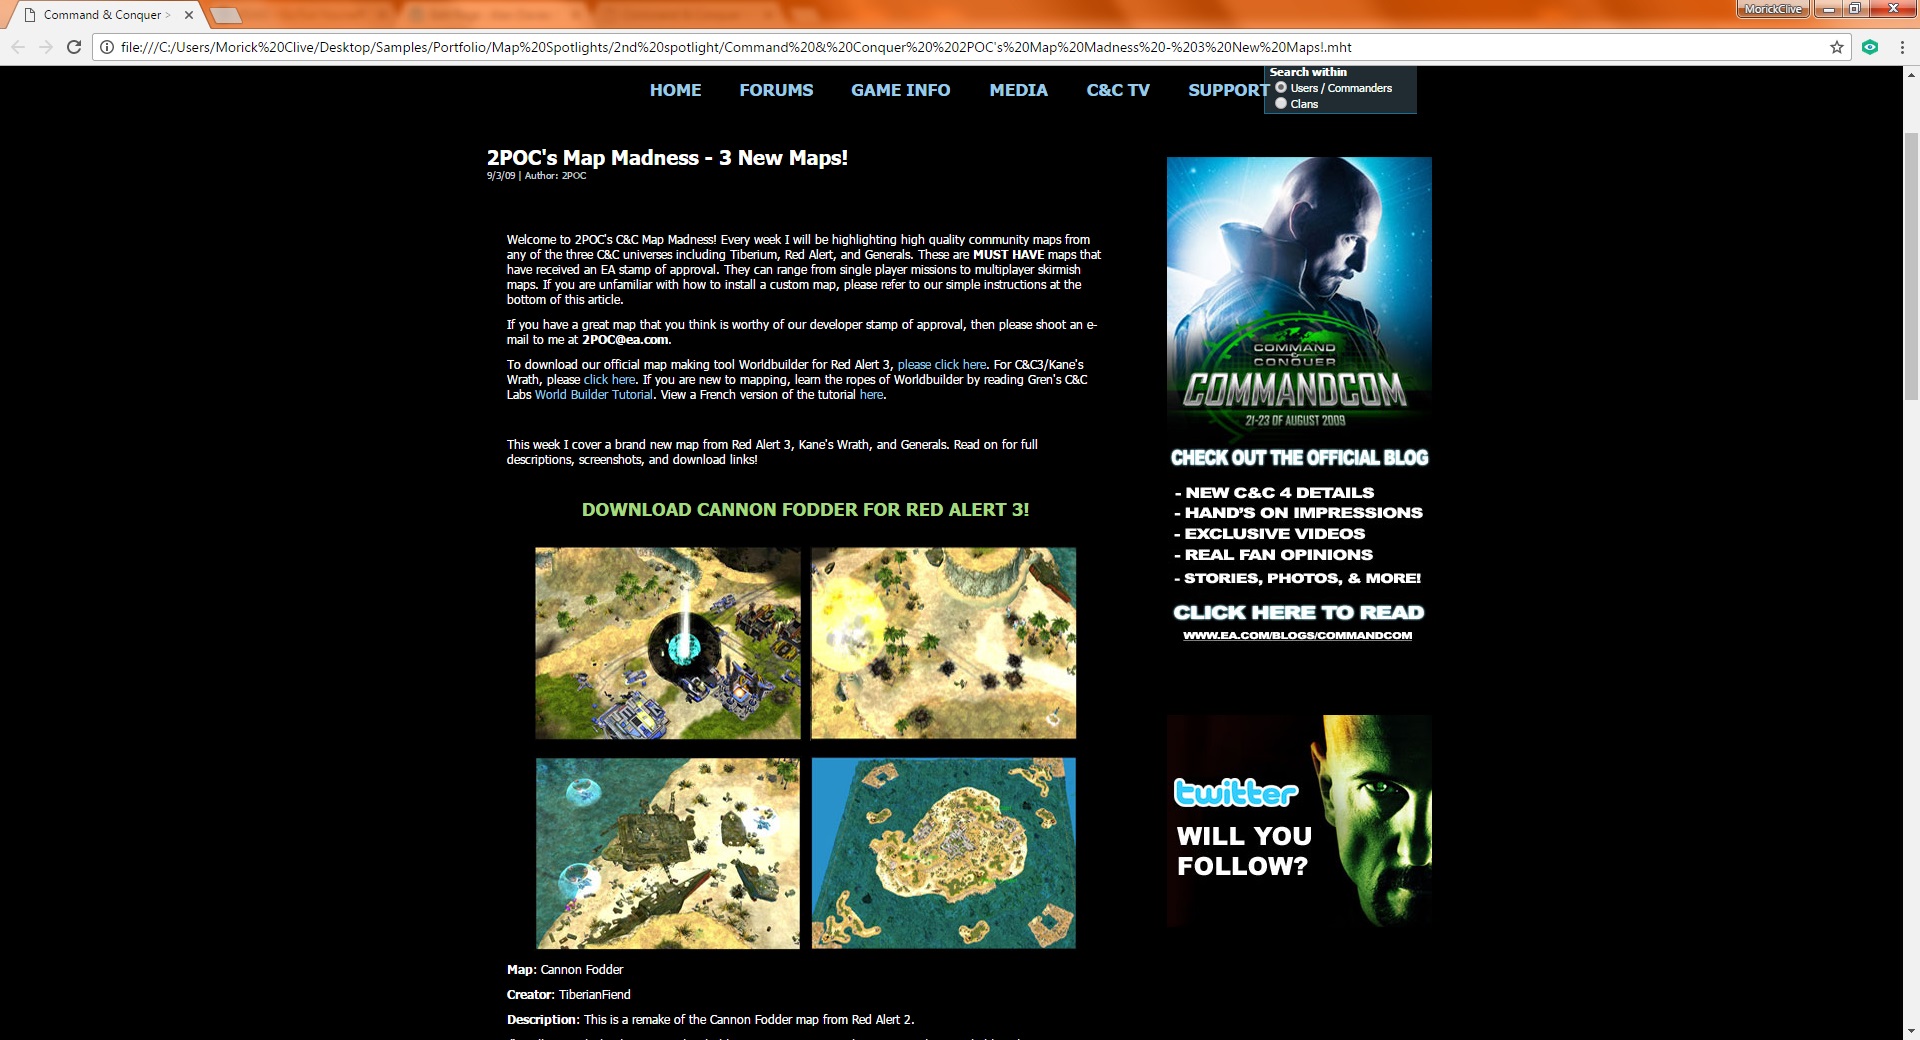 Command & Conquer >
MorickClive
file:///C:/Users/Morick%20Clive/Desktop/Samples/Portfolio/Map%20Spotlights/2nd%20spotlight/Command%20&%20Conquer%20%202POC's%20Map%20Madness%20-%203%20New%20Maps!.mht
HOME FORUMS GAME INFO MEDIA C&C TV SUPPORT
Search within
Users / Commanders
Clans
2POC's Map Madness - 3 New Maps!
9/3/09 | Author: 2POC
Welcome to 2POC's C&C Map Madness! Every week I will be highlighting high quality community maps from
any of the three C&C universes including Tiberium, Red Alert, and Generals. These are MUST HAVE maps that
have received an EA stamp of approval. They can range from single player missions to multiplayer skirmish
maps. If you are unfamiliar with how to install a custom map, please refer to our simple instructions at the
bottom of this article.
If you have a great map that you think is worthy of our developer stamp of approval, then please shoot an e-
mail to me at 2POC@ea.com.
To download our official map making tool Worldbuilder for Red Alert 3, please click here. For C&C3/Kane's
Wrath, please click here. If you are new to mapping, learn the ropes of Worldbuilder by reading Gren's C&C
Labs World Builder Tutorial. View a French version of the tutorial here.
This week I cover a brand new map from Red Alert 3, Kane's Wrath, and Generals. Read on for full
descriptions, screenshots, and download links!
DOWNLOAD CANNON FODDER FOR RED ALERT 3!
Map: Cannon Fodder
Creator: TiberianFiend
Description: This is a remake of the Cannon Fodder map from Red Alert 2.
COMMAND
& CONQUER
COMMANDCOM
21-23 OF AUGUST 2009
CHECK OUT THE OFFICIAL BLOG
- NEW C&C 4 DETAILS
- HAND'S ON IMPRESSIONS
- EXCLUSIVE VIDEOS
- REAL FAN OPINIONS
- STORIES, PHOTOS, & MORE!
CLICK HERE TO READ
WWW.EA.COM/BLOGS/COMMANDCOM
twitter
WILL YOU
FOLLOW?